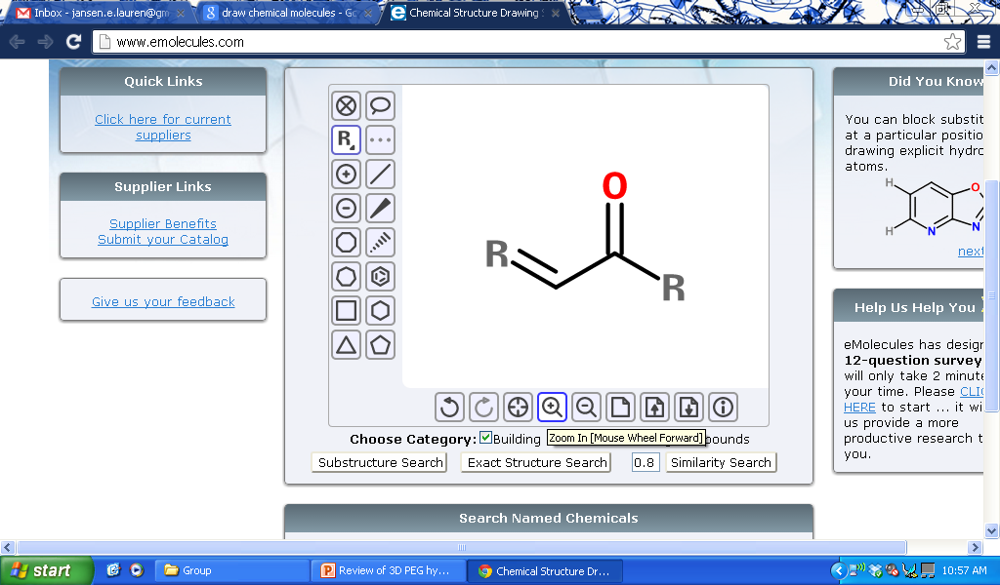 Inbox - jansen.e.lauren@gm
draw chemical molecules - Go
Chemical Structure Drawing
www.emolecules.com
Quick Links
Click here for current
suppliers
Supplier Links
Supplier Benefits
Submit your Catalog
Give us your feedback
R
O
R
R
Choose Category: Building
Zoom In [Mouse Wheel Forward]
pounds
Substructure Search
Exact Structure Search
0.8
Similarity Search
Search Named Chemicals
Did You Know
You can block substit
at a particular positio
drawing explicit hydro
atoms.
H
O
H
N
N
next
Help Us Help You
eMolecules has design
12-question survey
will only take 2 minute
your time. Please CLIC
HERE to start ... it wi
us provide a more
productive research t
you.
start
Group
Review of 3D PEG hy...
Chemical Structure Dr...
10:57 AM